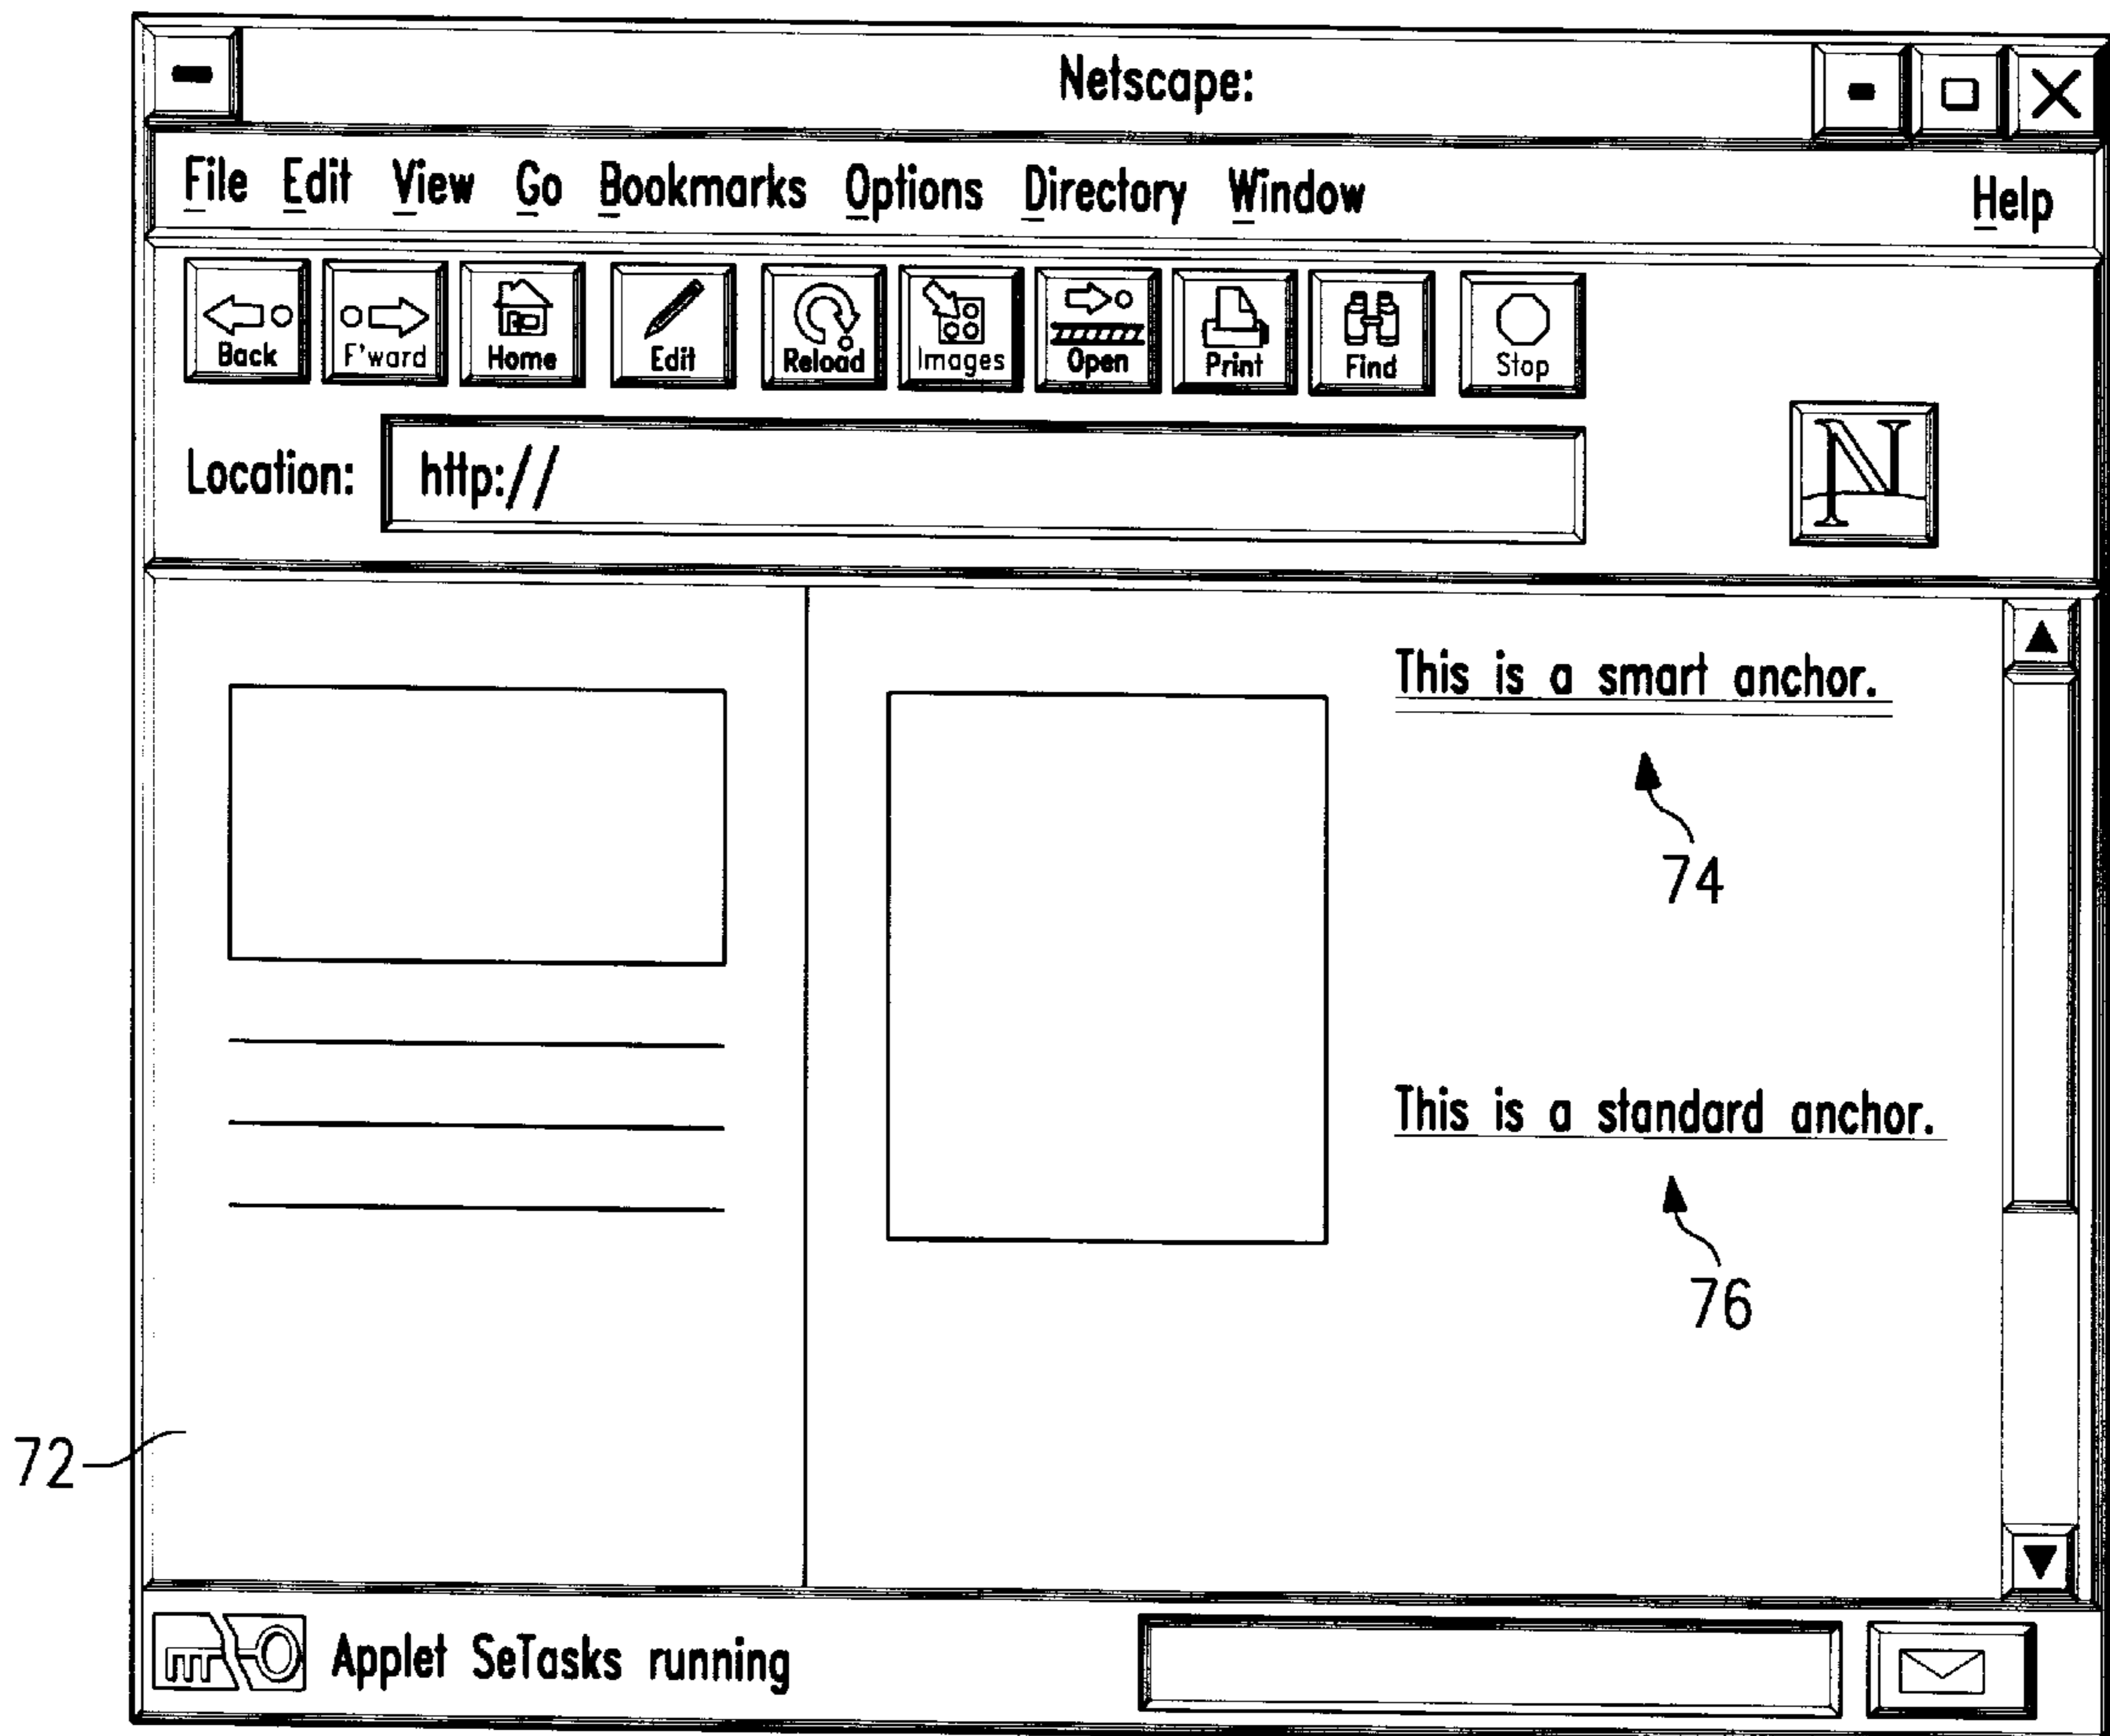 Netscape:
File Edit View Go Bookmarks Options Directory Window Help
Back F'ward Home Edit Reload Images Open Print Find Stop
Location: http://
N
This is a smart anchor.
74
This is a standard anchor.
76
72
Applet SeTasks running